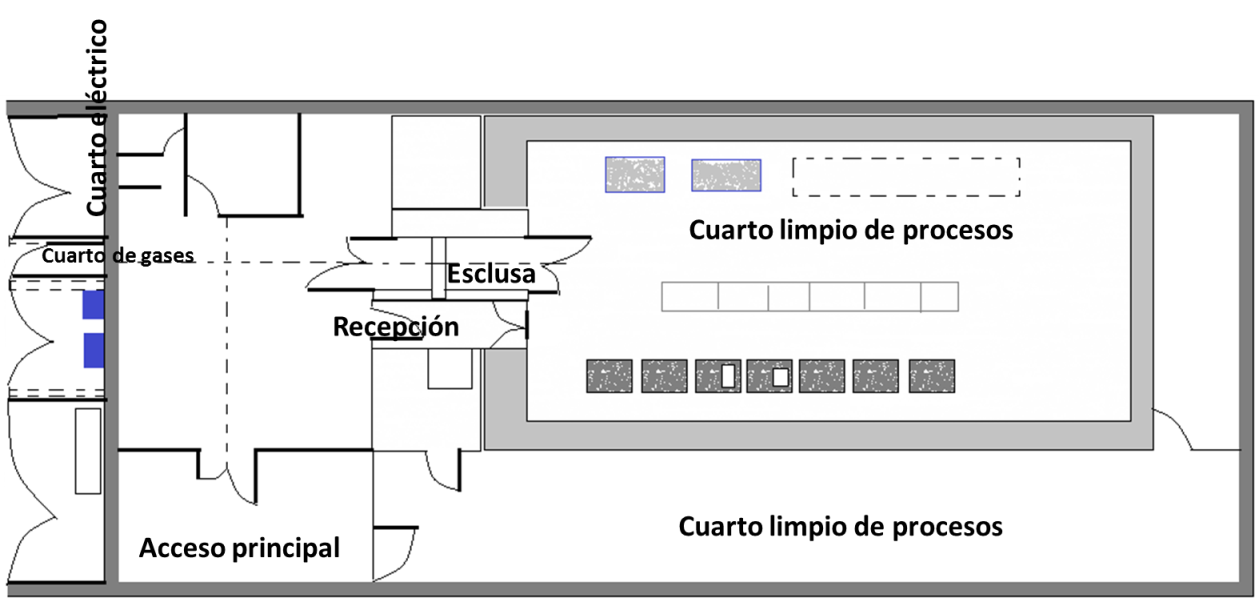 Cuarto eléctrico
Cuarto limpio de procesos
Cuarto de gases
Esclusa
Recepción
Cuarto limpio de procesos
Acceso principal